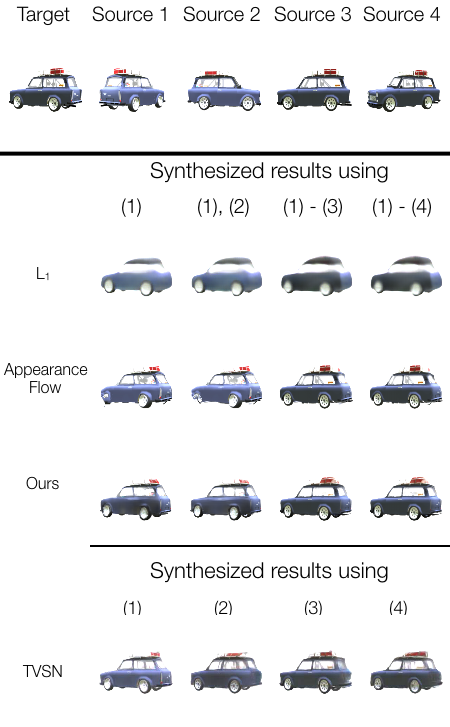 Target Source 1 Source 2 Source 3 Source 4
Synthesized results using
(1) (1), (2) (1) - (3) (1) - (4)
L₁
Appearance
Flow
Ours
Synthesized results using
(1) (2) (3) (4)
TVSN